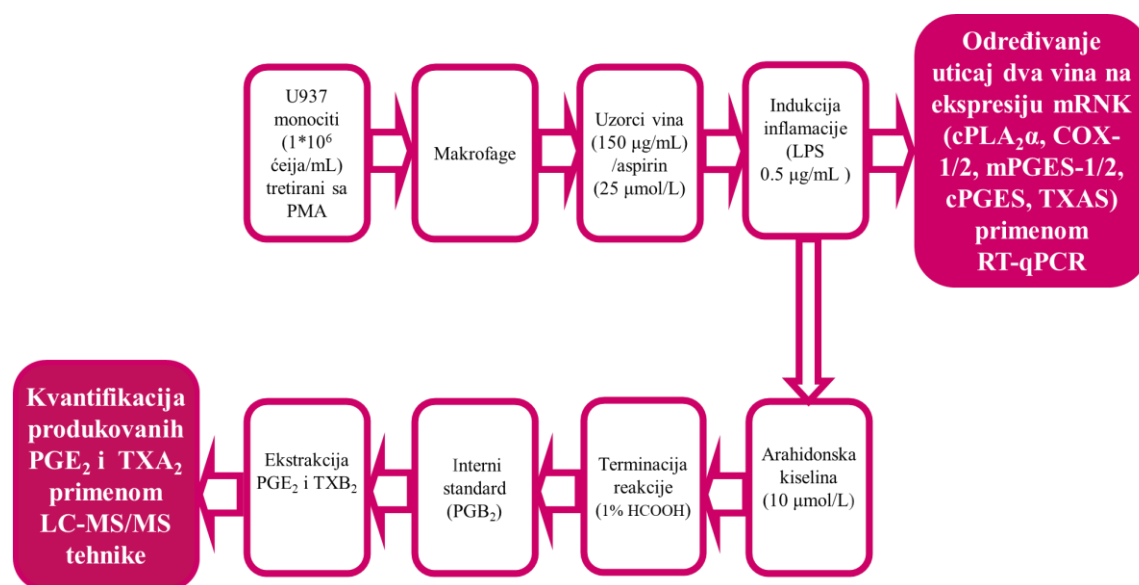 U937
monociti
(1*10⁶
ćeija/mL)
tretirani sa
PMA
Makrofage
Uzorci vina
(150 μg/mL)
/aspirin
(25 μmol/L)
Indukcija
inflamacije
(LPS
0.5 μg/mL )
Određivanje
uticaj dva vina na
ekspresiju mRNK
(cPLA₂α, COX-
1/2, mPGES-1/2,
cPGES, TXAS)
primenom
RT-qPCR
Arahidonska
kiselina
(10 μmol/L)
Terminacija
reakcije
(1% HCOOH)
Interni
standard
(PGB₂)
Ekstrakcija
PGE₂ i TXB₂
Kvantifikacija
produkovanih
PGE₂ i TXA₂
primenom
LC-MS/MS
tehnike